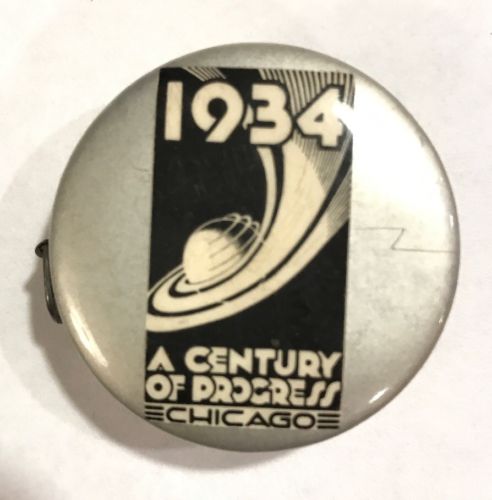 1934
A CENTURY
OF PROGRESS
CHICAGO